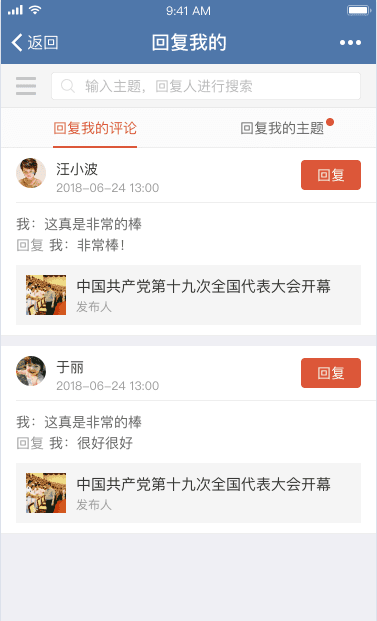 9:41 AM
返回
回复我的
输入主题，回复人进行搜索
回复我的评论
回复我的主题
汪小波
2018-06-24 13:00
回复
我：这真是非常的棒
回复 我：非常棒！
中国共产党第十九次全国代表大会开幕
发布人
于丽
2018-06-24 13:00
回复
我：这真是非常的棒
回复 我：很好很好
中国共产党第十九次全国代表大会开幕
发布人